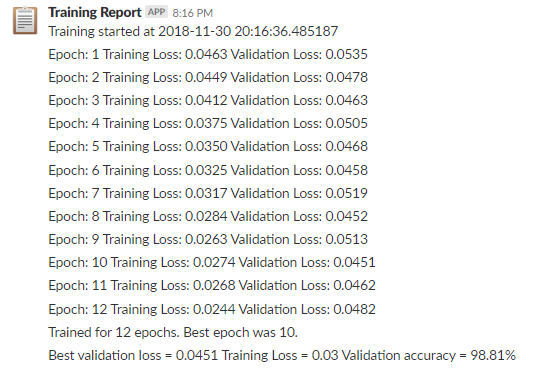 Training Report APP 8:16 PM
Training started at 2018-11-30 20:16:36.485187
Epoch: 1 Training Loss: 0.0463 Validation Loss: 0.0535
Epoch: 2 Training Loss: 0.0449 Validation Loss: 0.0478
Epoch: 3 Training Loss: 0.0412 Validation Loss: 0.0463
Epoch: 4 Training Loss: 0.0375 Validation Loss: 0.0505
Epoch: 5 Training Loss: 0.0350 Validation Loss: 0.0468
Epoch: 6 Training Loss: 0.0325 Validation Loss: 0.0458
Epoch: 7 Training Loss: 0.0317 Validation Loss: 0.0519
Epoch: 8 Training Loss: 0.0284 Validation Loss: 0.0452
Epoch: 9 Training Loss: 0.0263 Validation Loss: 0.0513
Epoch: 10 Training Loss: 0.0274 Validation Loss: 0.0451
Epoch: 11 Training Loss: 0.0268 Validation Loss: 0.0462
Epoch: 12 Training Loss: 0.0244 Validation Loss: 0.0482
Trained for 12 epochs. Best epoch was 10.
Best validation loss = 0.0451 Training Loss = 0.03 Validation accuracy = 98.81%